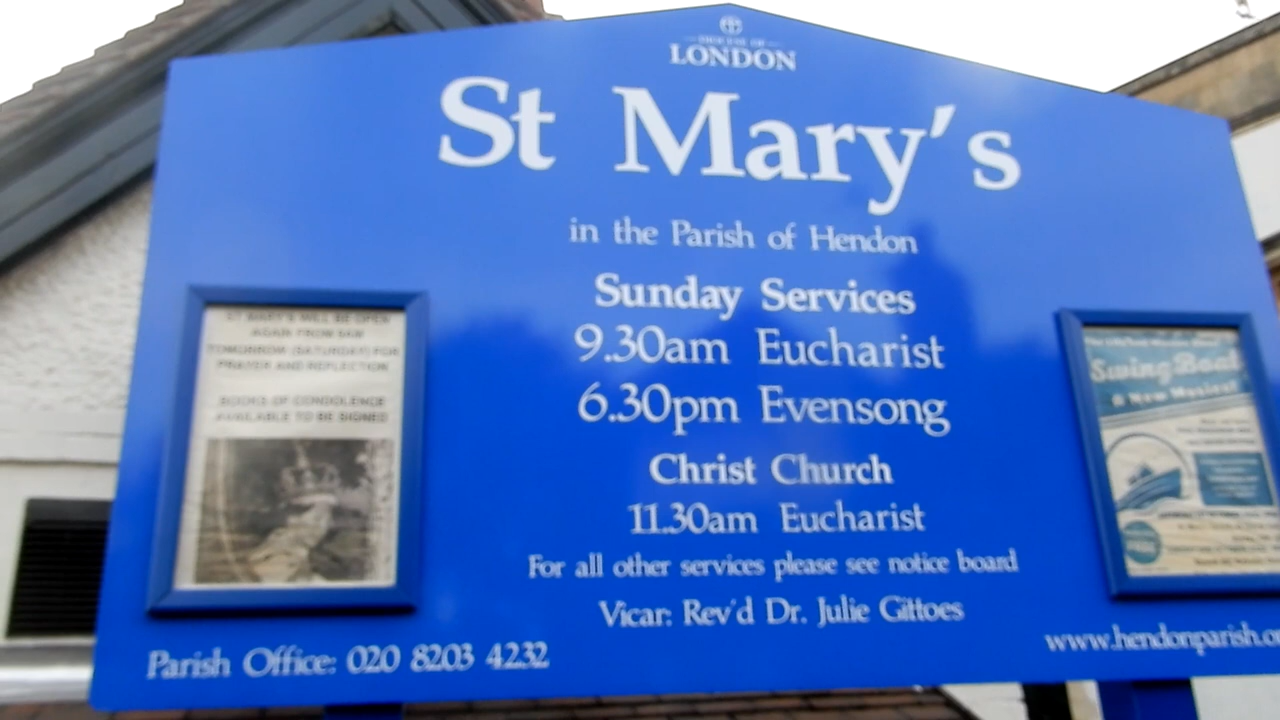 DIOCESE OF
LONDON
St Mary's
in the Parish of Hendon
Sunday Services
9.30am Eucharist
6.30pm Evensong
Christ Church
11.30am Eucharist
For all other services please see notice board
Vicar: Rev'd Dr. Julie Gittoes
Parish Office: 020 8203 4232
www.hendonparish.o
ST MARY'S WILL BE OPEN
AGAIN FROM 9AM
TOMORROW (SATURDAY) FOR
PRAYER AND REFLECTION
BOOKS OF CONDOLENCE
AVAILABLE TO BE SIGNED
Swing Boat
A New Musical